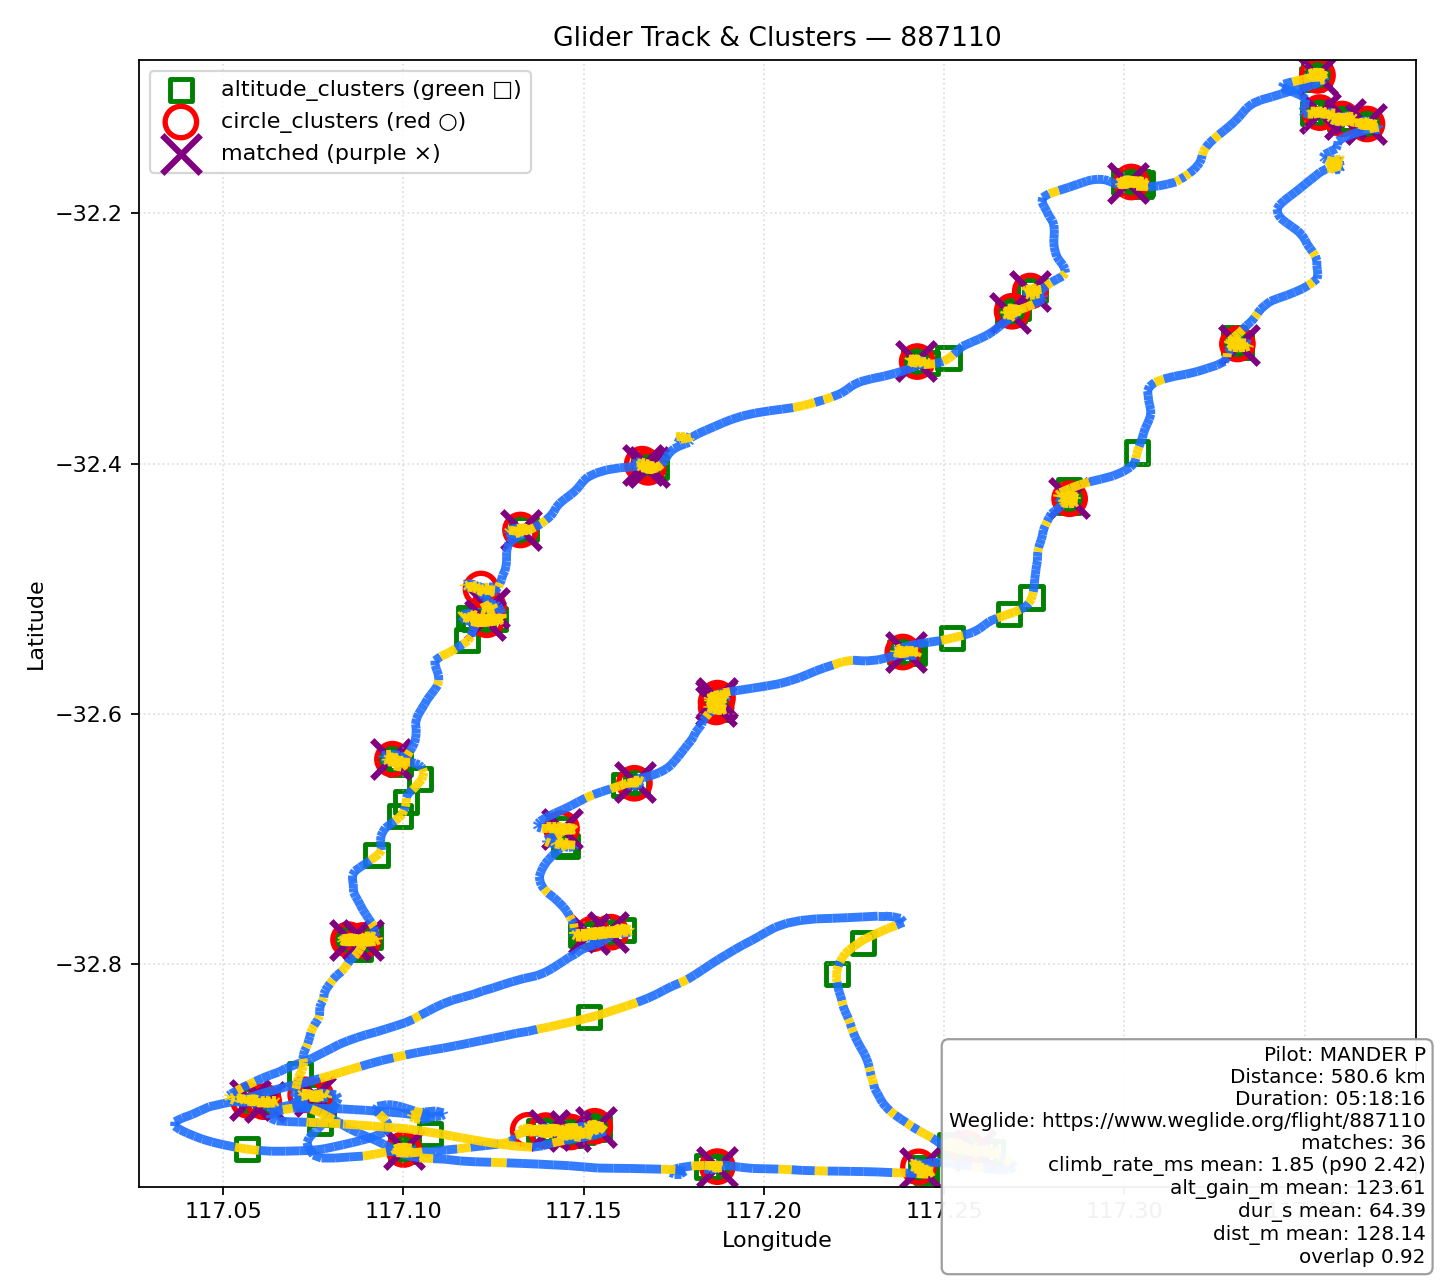 Glider Track & Clusters — 887110
altitude_clusters (green □)
circle_clusters (red ○)
matched (purple ×)
−32.2
−32.4
−32.6
−32.8
Latitude
117.05
117.10
117.15
117.20
117.25
117.30
Longitude
Pilot: MANDER P
Distance: 580.6 km
Duration: 05:18:16
Weglide: https://www.weglide.org/flight/887110
matches: 36
climb_rate_ms mean: 1.85 (p90 2.42)
alt_gain_m mean: 123.61
dur_s mean: 64.39
dist_m mean: 128.14
overlap 0.92